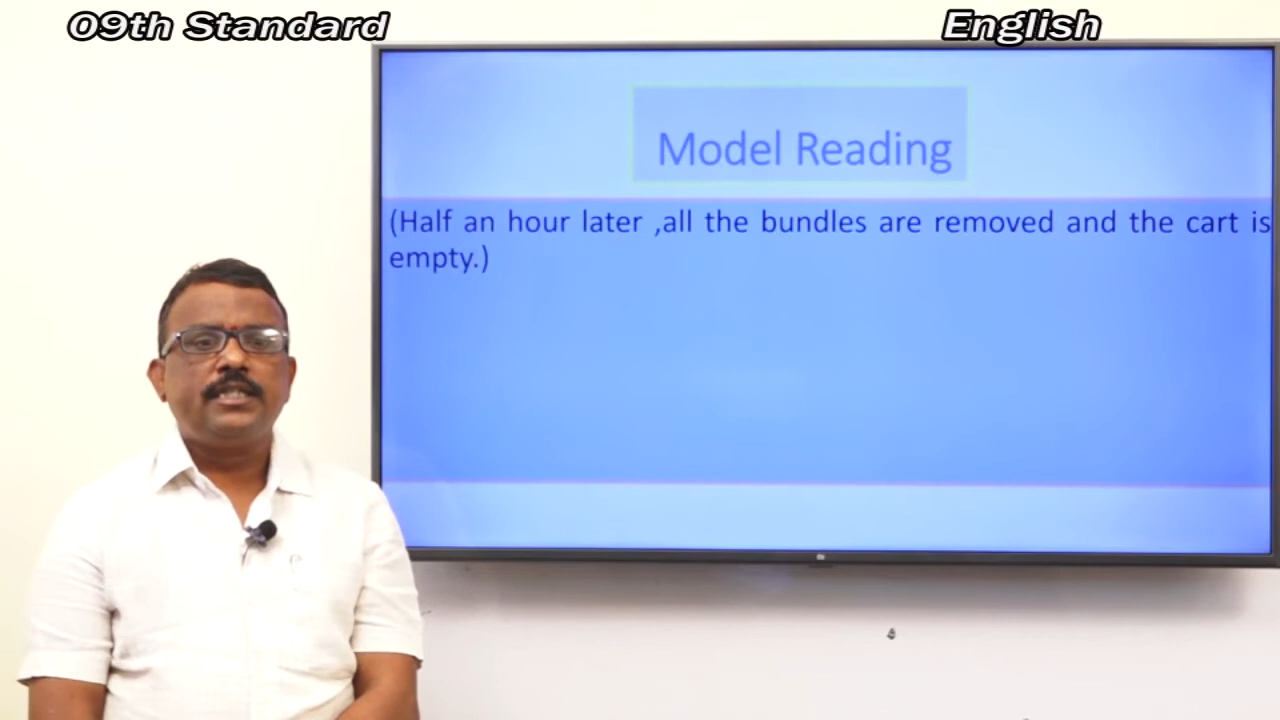 09th Standard
English
Model Reading
(Half an hour later ,all the bundles are removed and the cart is
empty.)